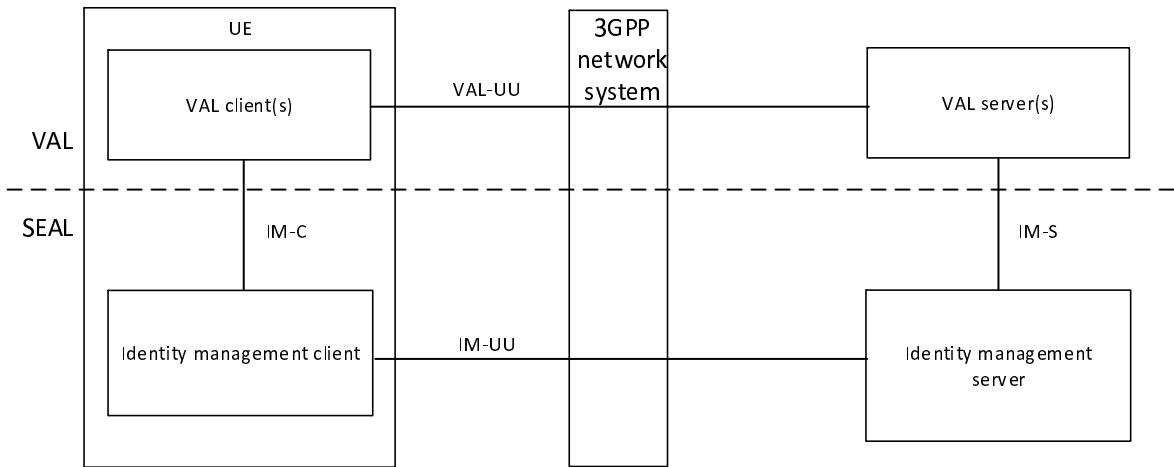 UE
3GPP
network
system
VAL client(s)
VAL-UU
VAL server(s)
VAL
SEAL
IM-C
IM-S
Identity management client
IM-UU
Identity management
server